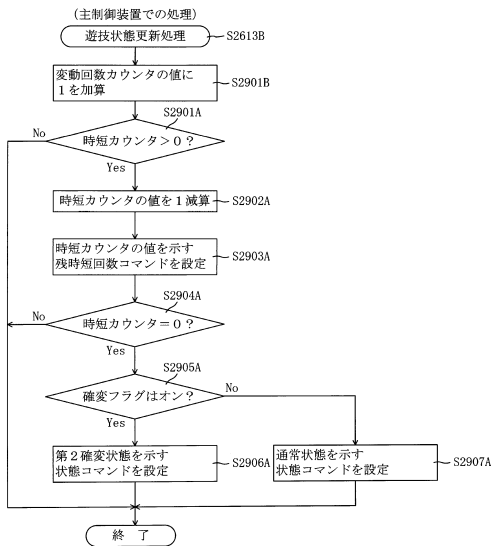 (主制御装置での処理)
遊技状態更新処理
S2613B
変動回数カウンタの値に
1を加算
S2901B
S2901A
時短カウンタ>0?
No
Yes
時短カウンタの値を1減算
S2902A
時短カウンタの値を示す
残時短回数コマンドを設定
S2903A
S2904A
時短カウンタ=0?
No
Yes
S2905A
確変フラグはオン?
No
Yes
第2確変状態を示す
状態コマンドを設定
S2906A
通常状態を示す
状態コマンドを設定
S2907A
終 了